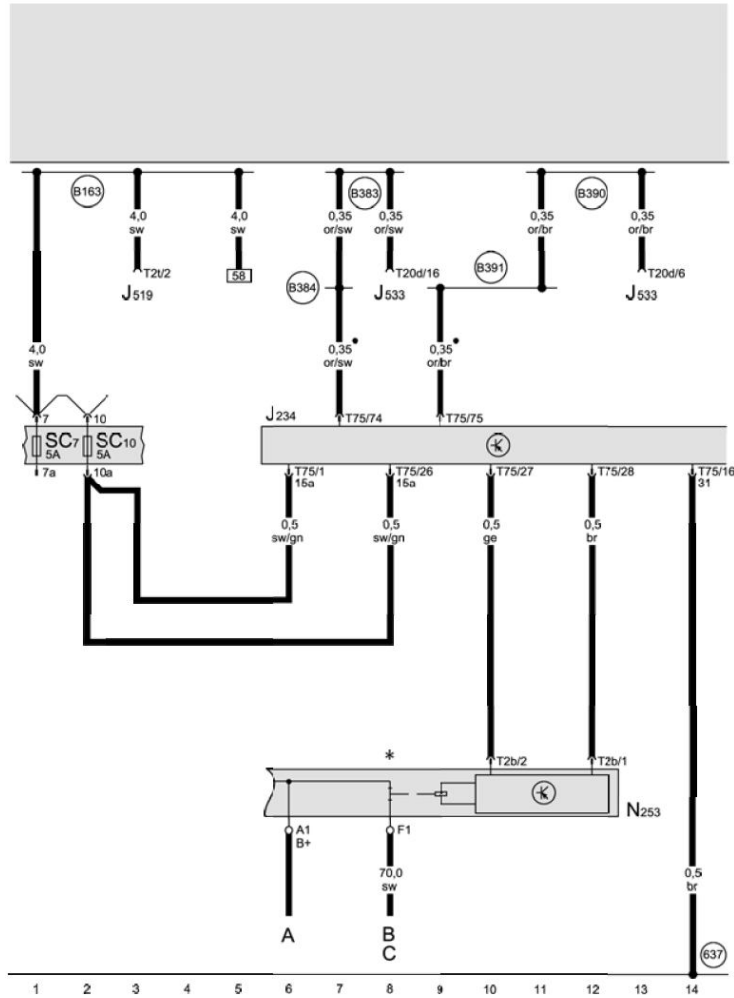 B163
B383
B390
4,0
sw
4,0
sw
0,35
or/sw
0,35
or/sw
0,35
or/br
0,35
or/br
T2t/2
J519
58
T20d/16
J533
B391
T20d/6
J533
B384
4,0
sw
0,35
or/sw
0,35
or/br
7
10
J234
T75/74
T75/75
SC7
5A
SC10
5A
7a
10a
T75/1
15a
T75/26
15a
T75/27
T75/28
T75/16
31
0,5
sw/gn
0,5
sw/gn
0,5
ge
0,5
br
*
T2b/2
T2b/1
N253
A1
B+
F1
70,0
sw
0,5
br
A
B
C
637
1 2 3 4 5 6 7 8 9 10 11 12 13 14